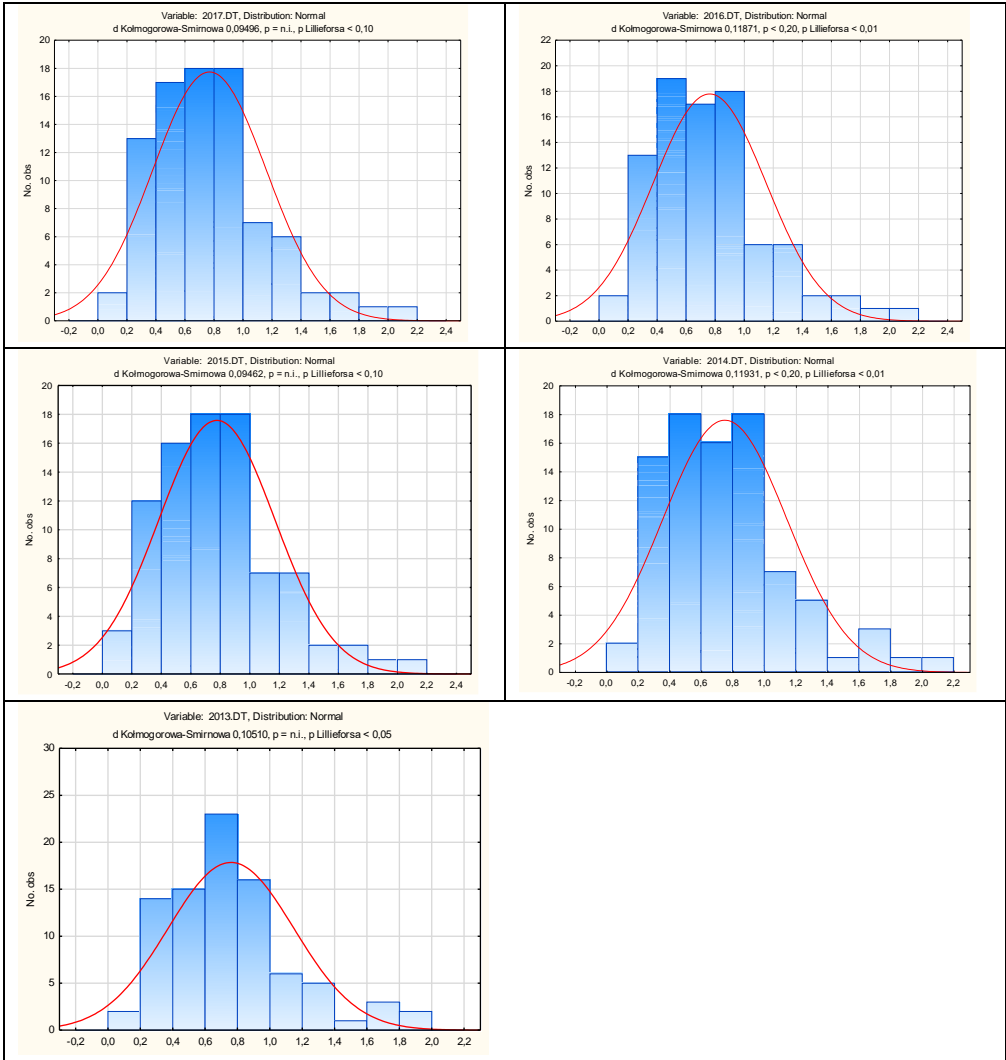 Variable: 2017.DT, Distribution: Normal
d Kołmogorowa-Smirnowa 0,09496, p = n.i., p Lillieforsa < 0,10
20
18
16
14
12
10
8
6
4
2
0
No. obs
-0,2 0,0 0,2 0,4 0,6 0,8 1,0 1,2 1,4 1,6 1,8 2,0 2,2 2,4
Variable: 2016.DT, Distribution: Normal
d Kołmogorowa-Smirnowa 0,11871, p < 0,20, p Lillieforsa < 0,01
22
20
18
16
14
12
10
8
6
4
2
0
No. obs
-0,2 0,0 0,2 0,4 0,6 0,8 1,0 1,2 1,4 1,6 1,8 2,0 2,2 2,4
Variable: 2015.DT, Distribution: Normal
d Kołmogorowa-Smirnowa 0,09462, p = n.i., p Lillieforsa < 0,10
20
18
16
14
12
10
8
6
4
2
0
No. obs
-0,2 0,0 0,2 0,4 0,6 0,8 1,0 1,2 1,4 1,6 1,8 2,0 2,2 2,4
Variable: 2014.DT, Distribution: Normal
d Kołmogorowa-Smirnowa 0,11931, p < 0,20, p Lillieforsa < 0,01
20
18
16
14
12
10
8
6
4
2
0
No. obs
-0,2 0,0 0,2 0,4 0,6 0,8 1,0 1,2 1,4 1,6 1,8 2,0 2,2
Variable: 2013.DT, Distribution: Normal
d Kołmogorowa-Smirnowa 0,10510, p = n.i., p Lillieforsa < 0,05
30
25
20
15
10
5
0
No. obs
-0,2 0,0 0,2 0,4 0,6 0,8 1,0 1,2 1,4 1,6 1,8 2,0 2,2